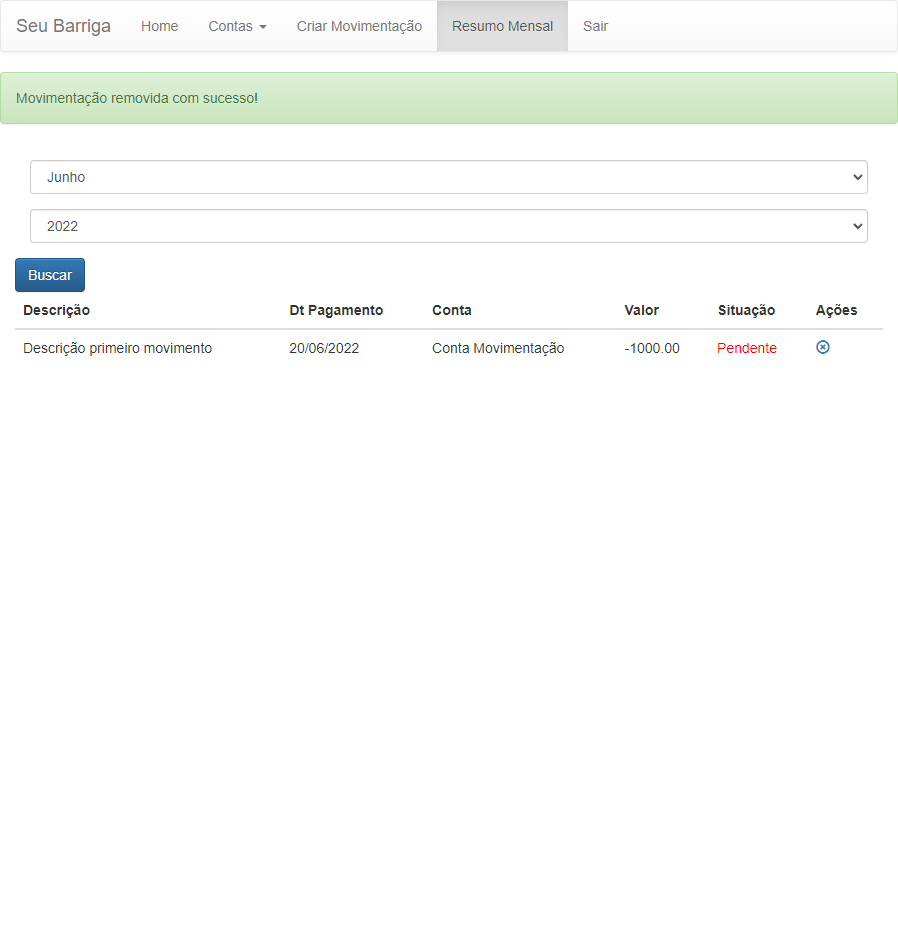 Seu Barriga Home Contas Criar Movimentação Resumo Mensal Sair
Movimentação removida com sucesso!
Junho
2022
Buscar
Descrição Dt Pagamento Conta Valor Situação Ações
Descrição primeiro movimento 20/06/2022 Conta Movimentação -1000.00 Pendente